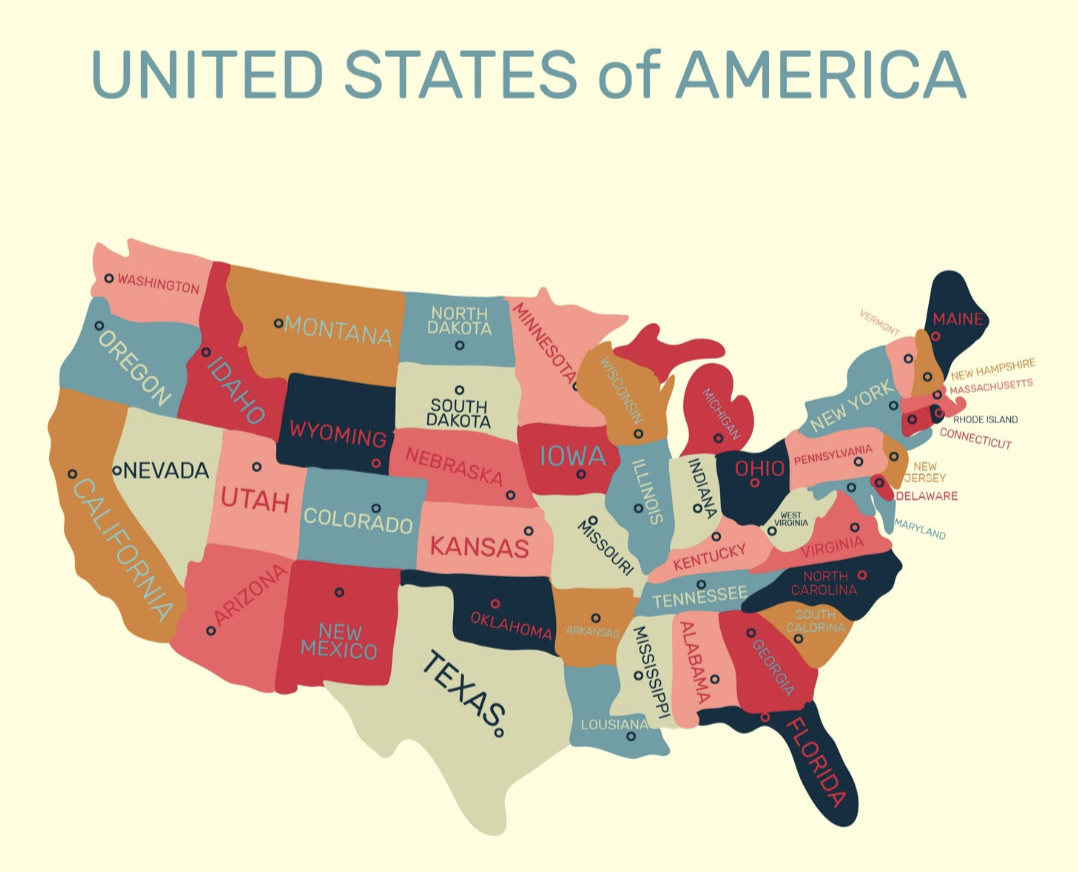 UNITED STATES of AMERICA
WASHINGTON
OREGON
IDAHO
MONTANA
NORTH
DAKOTA
MINNESOTA
SOUTH
DAKOTA
WYOMING
NEBRASKA
IOWA
WISCONSIN
MICHIGAN
VERMONT
MAINE
NEW HAMPSHIRE
MASSACHUSETTS
RHODE ISLAND
CONNECTICUT
NEW YORK
PENNSYLVANIA
NEW
JERSEY
DELAWARE
MARYLAND
NEVADA
CALIFORNIA
UTAH
COLORADO
KANSAS
MISSOURI
ILLINOIS
INDIANA
OHIO
WEST
VIRGINIA
VIRGINIA
KENTUCKY
TENNESSEE
NORTH
CAROLINA
SOUTH
CALORINA
ARIZONA
NEW
MEXICO
OKLAHOMA
ARKANSAS
TEXAS
LOUSIANA
MISSISSIPPI
ALABAMA
GEORGIA
FLORIDA